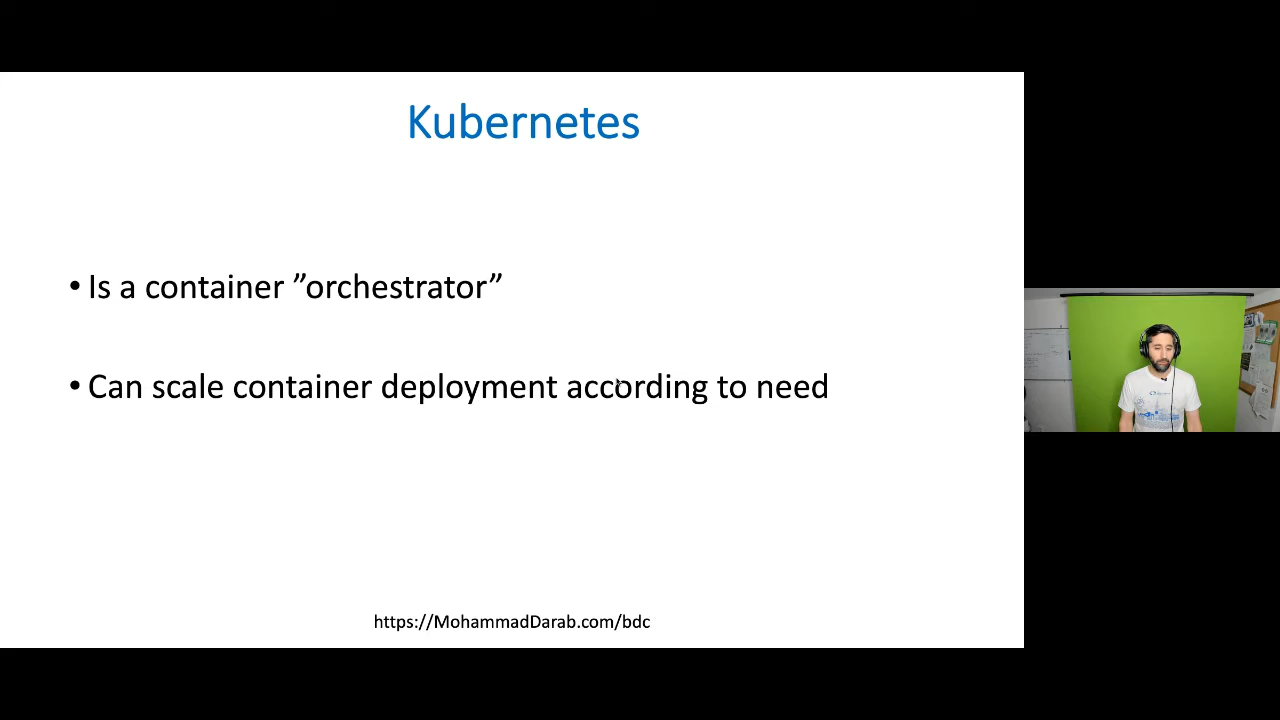 Kubernetes
• Is a container ”orchestrator”
• Can scale container deployment according to need
https://MohammadDarab.com/bdc